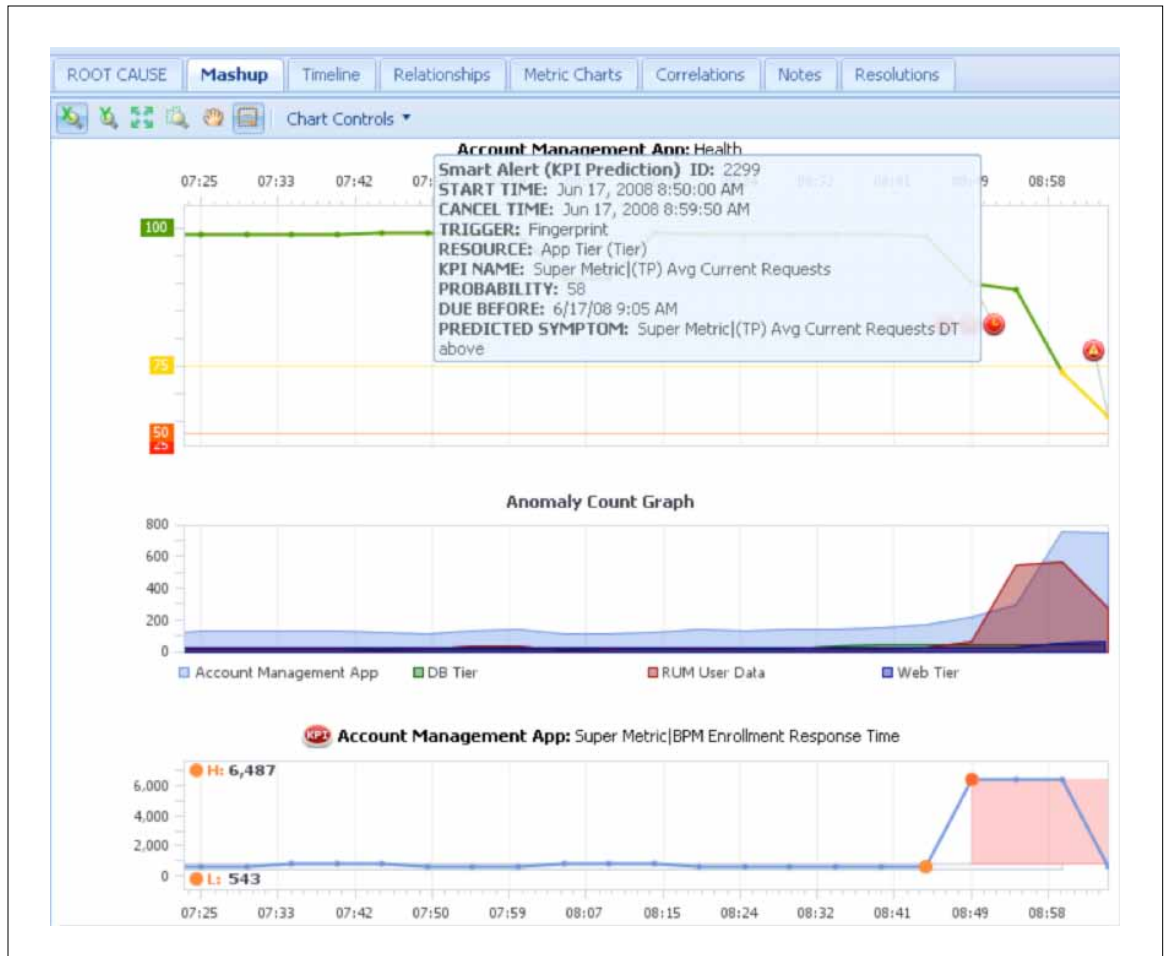 ROOT CAUSE Mashup Timeline Relationships Metric Charts Correlations Notes Resolutions
Chart Controls
Account Management App: Health
07:25 07:33 07:42 08:58
Smart Alert (KPI Prediction) ID: 2299
START TIME: Jun 17, 2008 8:50:00 AM
CANCEL TIME: Jun 17, 2008 8:59:50 AM
TRIGGER: Fingerprint
RESOURCE: App Tier (Tier)
KPI NAME: Super Metric|(TP) Avg Current Requests
PROBABILITY: 58
DUE BEFORE: 6/17/08 9:05 AM
PREDICTED SYMPTOM: Super Metric|(TP) Avg Current Requests DT
above
100
75
50
25
Anomaly Count Graph
800
600
400
200
0
Account Management App DB Tier RUM User Data Web Tier
KPI Account Management App: Super Metric|BPM Enrollment Response Time
H: 6,487
6,000
4,000
2,000
0
L: 543
07:25 07:33 07:42 07:50 07:59 08:07 08:15 08:24 08:32 08:41 08:49 08:58